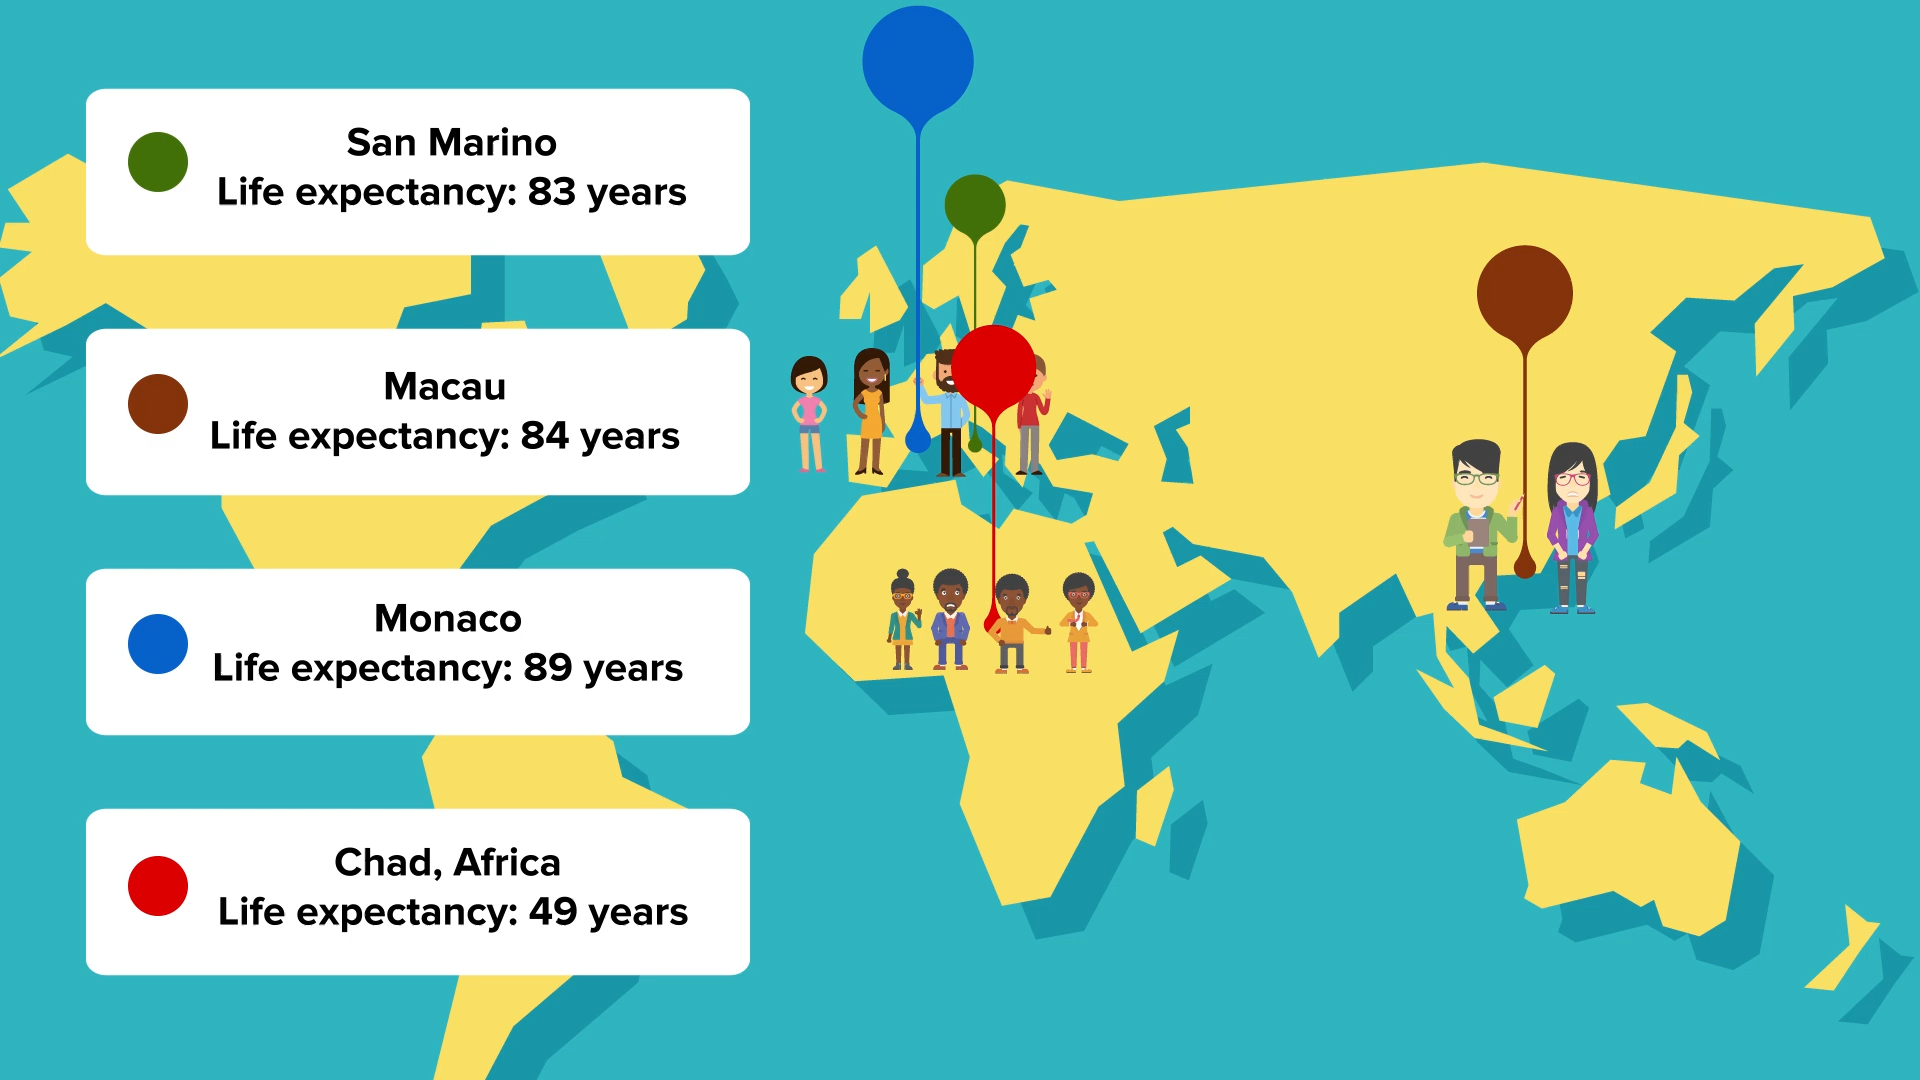 San Marino
Life expectancy: 83 years
Macau
Life expectancy: 84 years
Monaco
Life expectancy: 89 years
Chad, Africa
Life expectancy: 49 years